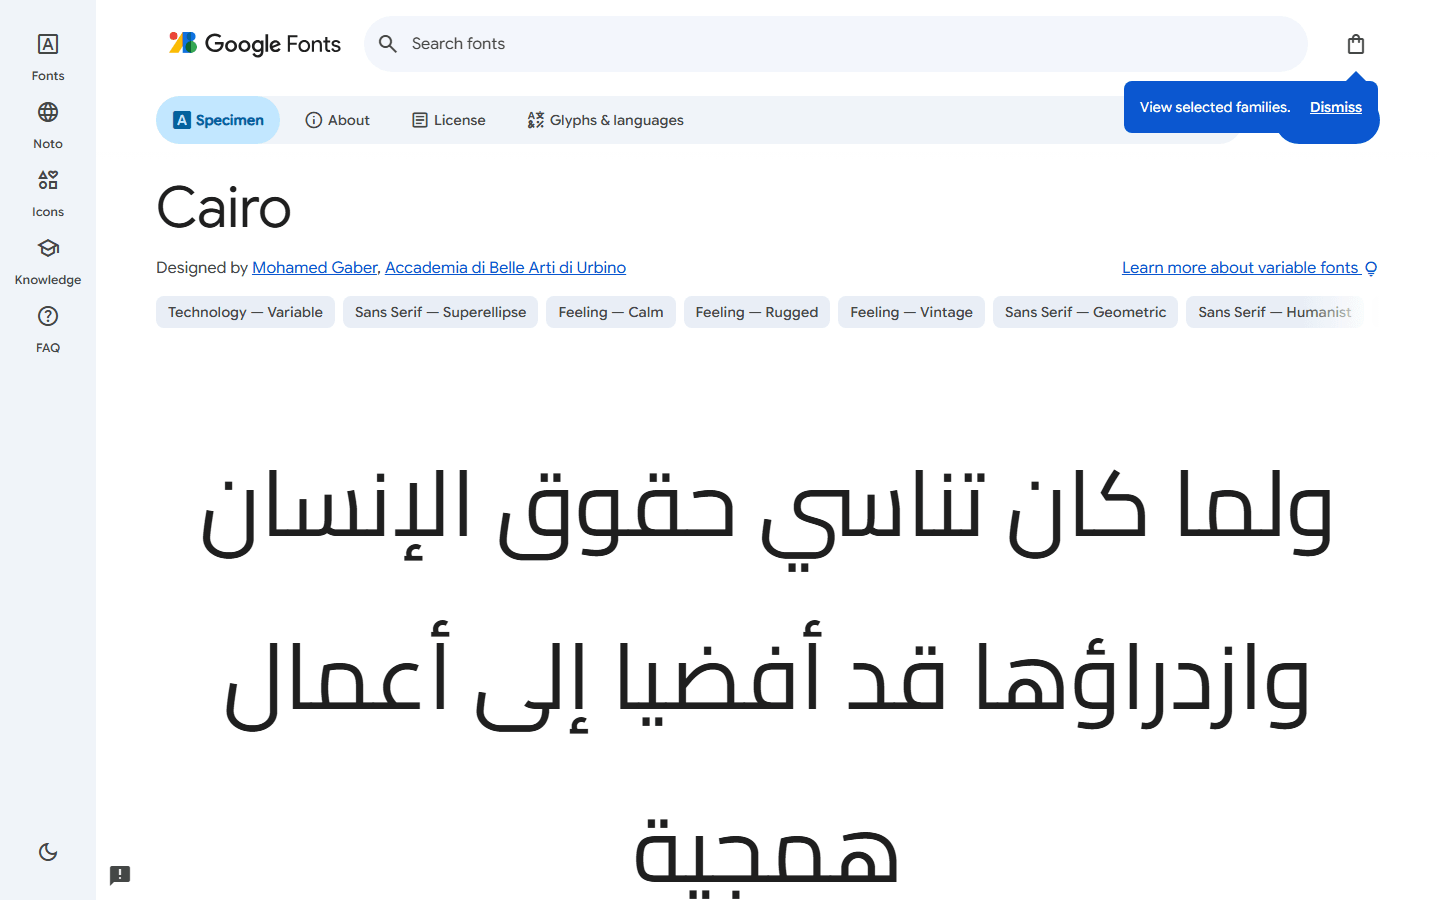 Fonts
Noto
Icons
Knowledge
FAQ
Google Fonts
Search fonts
View selected families. Dismiss
Specimen
About
License
Glyphs & languages
Cairo
Designed by Mohamed Gaber, Accademia di Belle Arti di Urbino
Learn more about variable fonts
Technology — Variable
Sans Serif — Superellipse
Feeling — Calm
Feeling — Rugged
Feeling — Vintage
Sans Serif — Geometric
Sans Serif — Humanist
ولما كان تناسي حقوق الإنسان
وازدراؤها قد أفضيا إلى أعمال
همجية